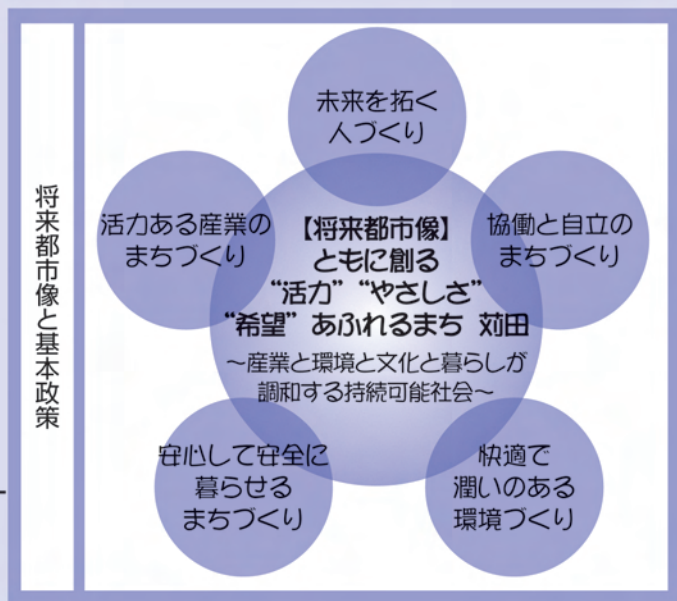 将来都市像と基本政策
未来を拓く
人づくり
活力ある産業の
まちづくり
【将来都市像】
ともに創る
“活力”“やさしさ”
“希望”あふれるまち 苅田
～産業と環境と文化と暮らしが
調和する持続可能社会～
協働と自立の
まちづくり
安心して安全に
暮らせる
まちづくり
快適で
潤いのある
環境づくり